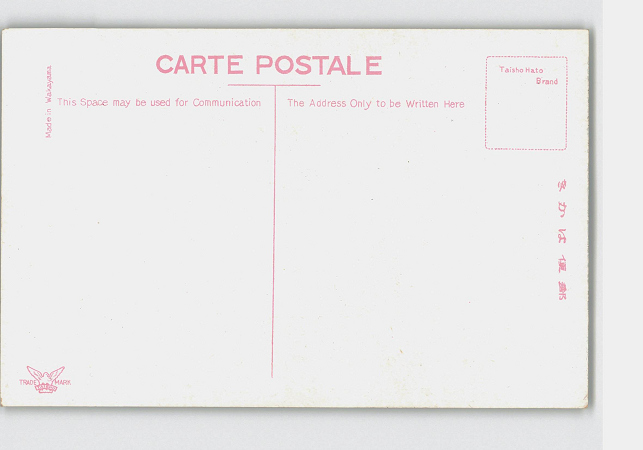 CARTE POSTALE
Taisho Hato
Brand
Made in Wakayama
This Space may be used for Communication
The Address Only to be Written Here
きかは便郵
TRADE MARK